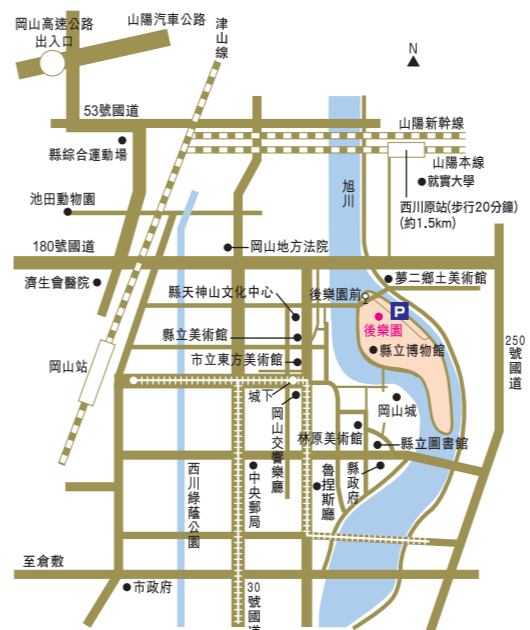 岡山高速公路
出入口
山陽汽車公路
津山線
N
53號國道
山陽新幹線
縣綜合運動場
山陽本線
就實大學
旭川
池田動物園
西川原站(步行20分鐘)
(約1.5km)
180號國道
岡山地方法院
夢二鄉土美術館
濟生會醫院
縣天神山文化中心
後樂園前
P
後樂園
縣立美術館
縣立博物館
250號國道
市立東方美術館
岡山站
城下
岡山城
岡山交響樂廳
林原美術館
縣立圖書館
西川綠蔭公園
中央郵局
魯捏斯廳
縣政府
至倉敷
市政府
30號國道